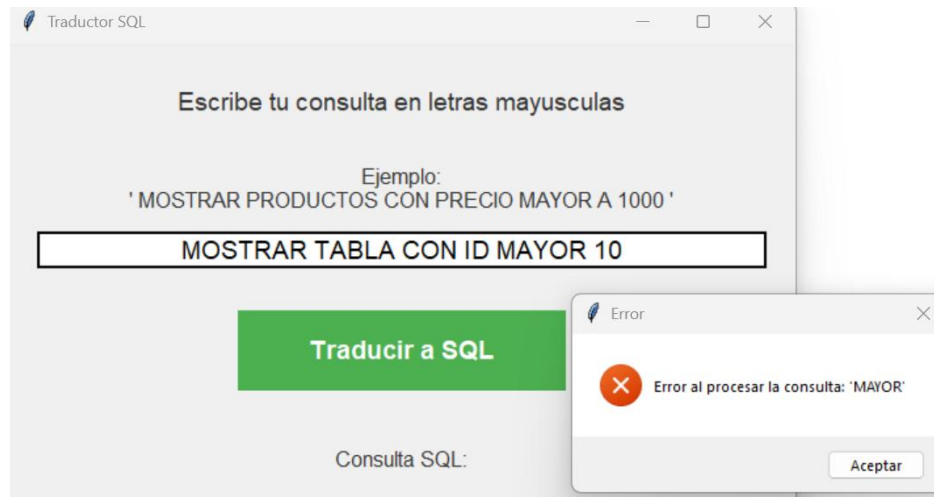 Traductor SQL
Escribe tu consulta en letras mayusculas
Ejemplo:
' MOSTRAR PRODUCTOS CON PRECIO MAYOR A 1000 '
MOSTRAR TABLA CON ID MAYOR 10
Traducir a SQL
Consulta SQL:
Error
Error al procesar la consulta: 'MAYOR'
Aceptar